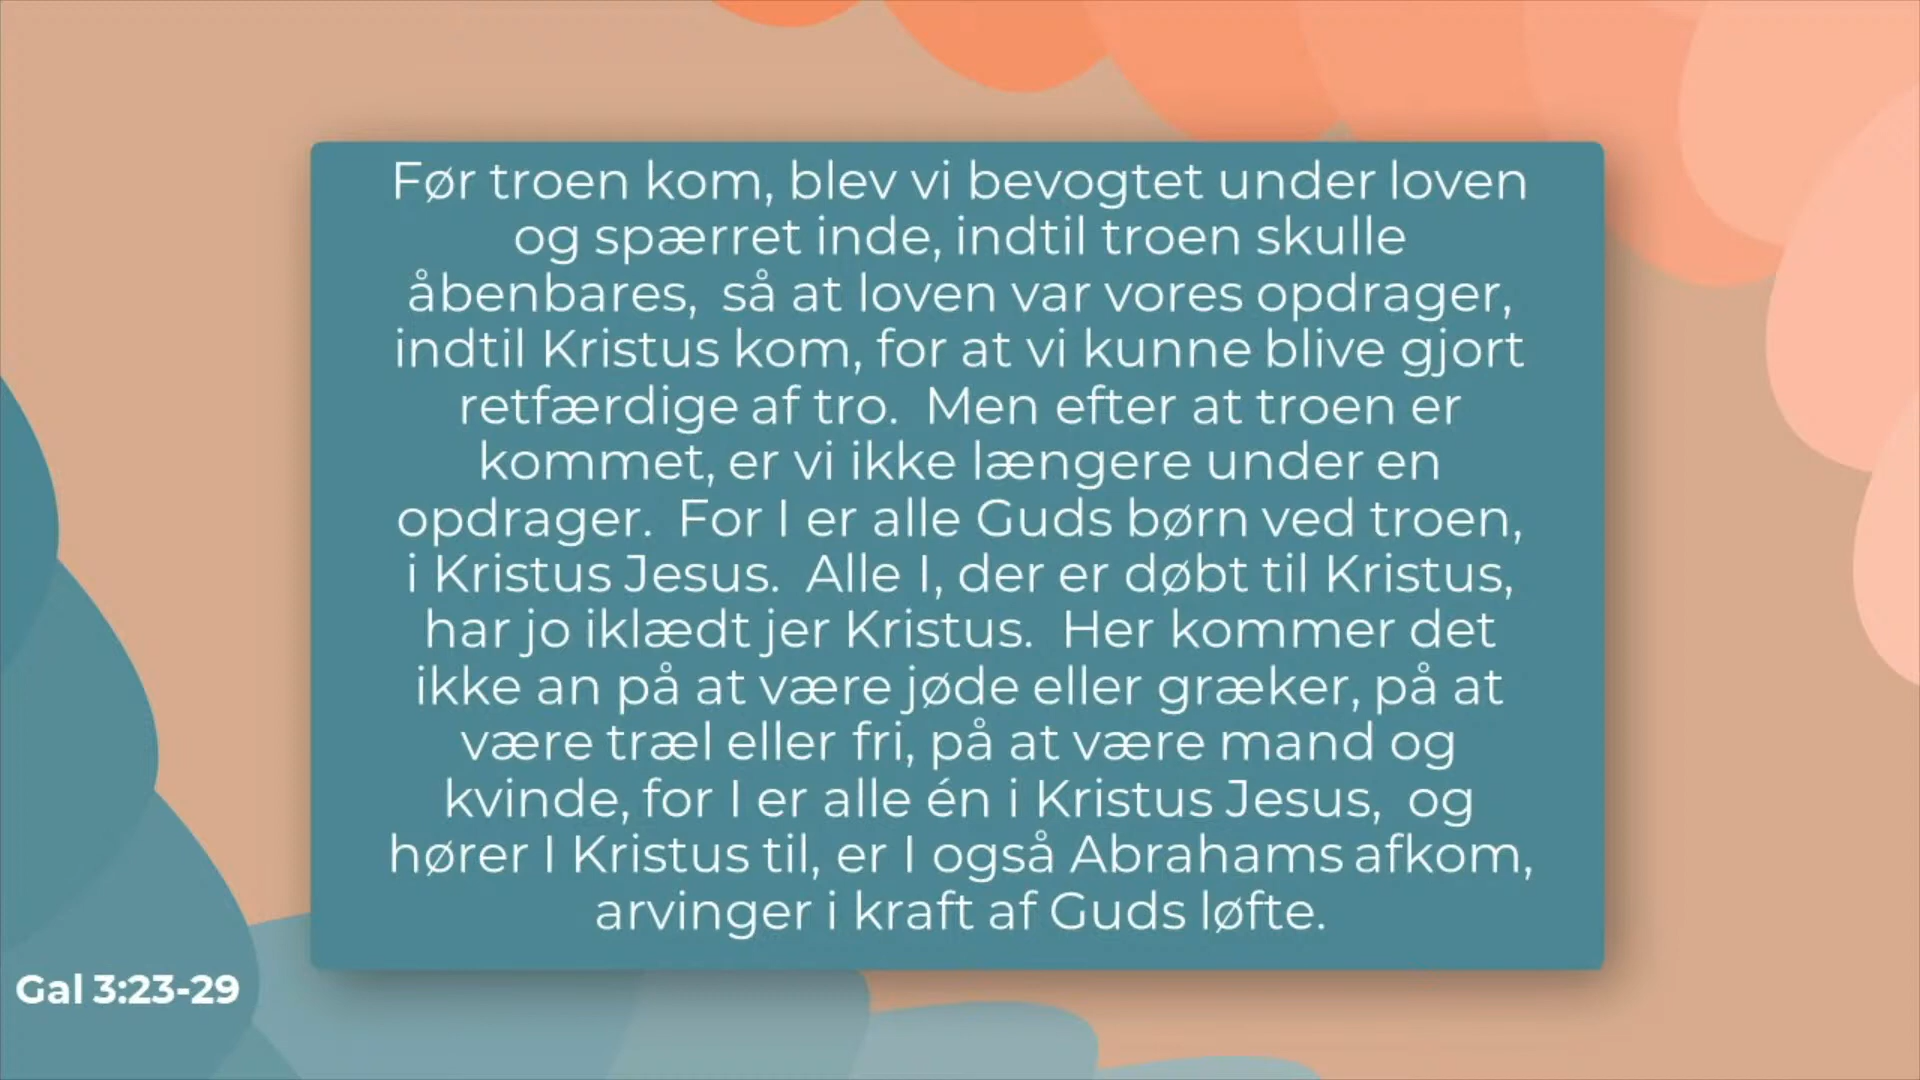 Før troen kom, blev vi bevogtet under loven
og spærret inde, indtil troen skulle
åbenbares,  så at loven var vores opdrager,
indtil Kristus kom, for at vi kunne blive gjort
retfærdige af tro.  Men efter at troen er
kommet, er vi ikke længere under en
opdrager.  For I er alle Guds børn ved troen,
i Kristus Jesus.  Alle I, der er døbt til Kristus,
har jo iklædt jer Kristus.  Her kommer det
ikke an på at være jøde eller græker, på at
være træl eller fri, på at være mand og
kvinde, for I er alle én i Kristus Jesus,  og
hører I Kristus til, er I også Abrahams afkom,
arvinger i kraft af Guds løfte.
Gal 3:23-29